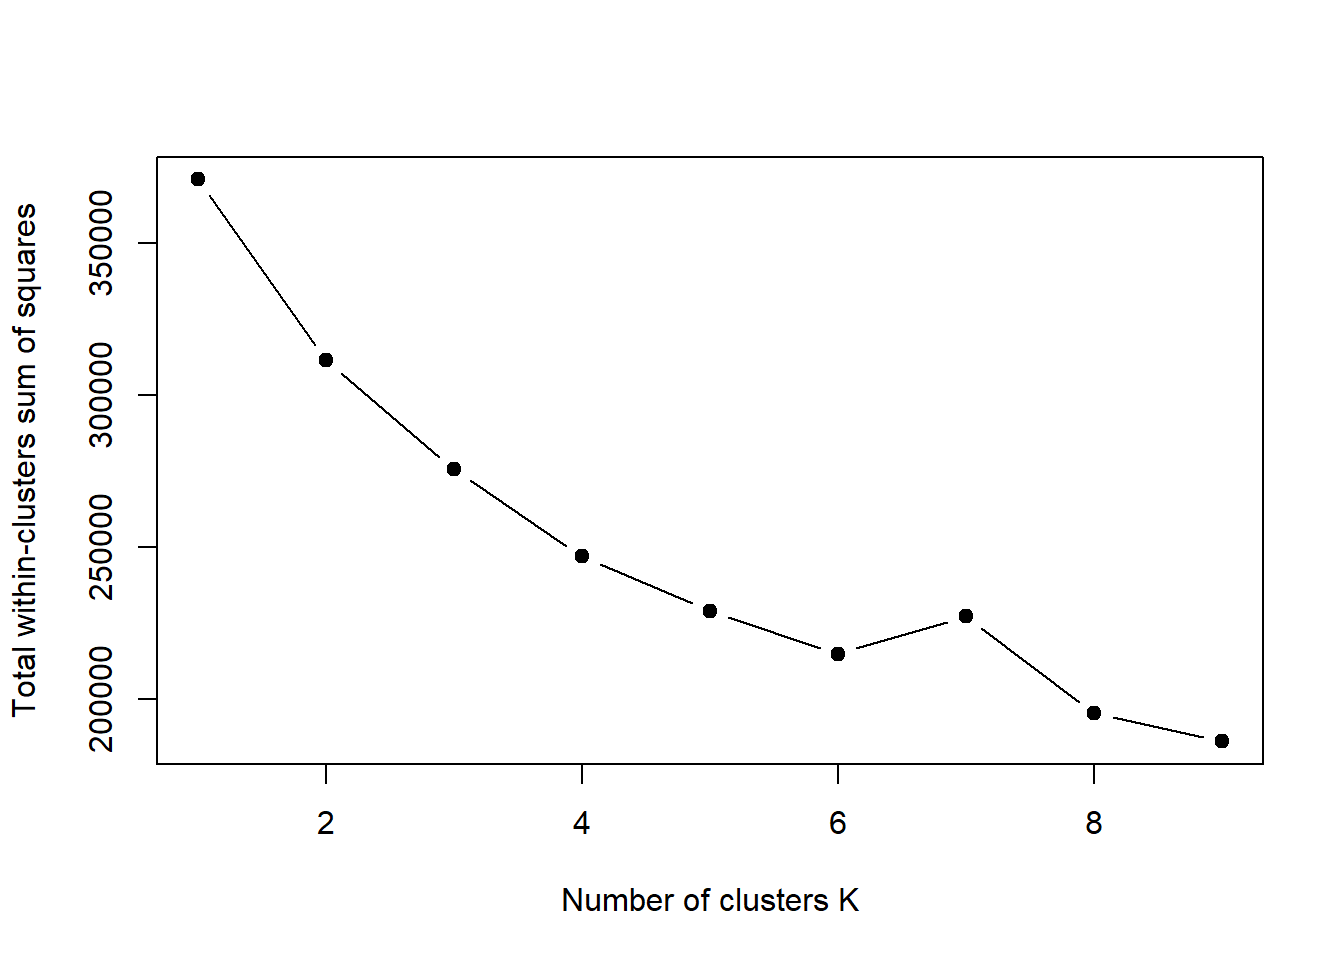 Total within-clusters sum of squares
350000
300000
250000
200000
2 4 6 8
Number of clusters K